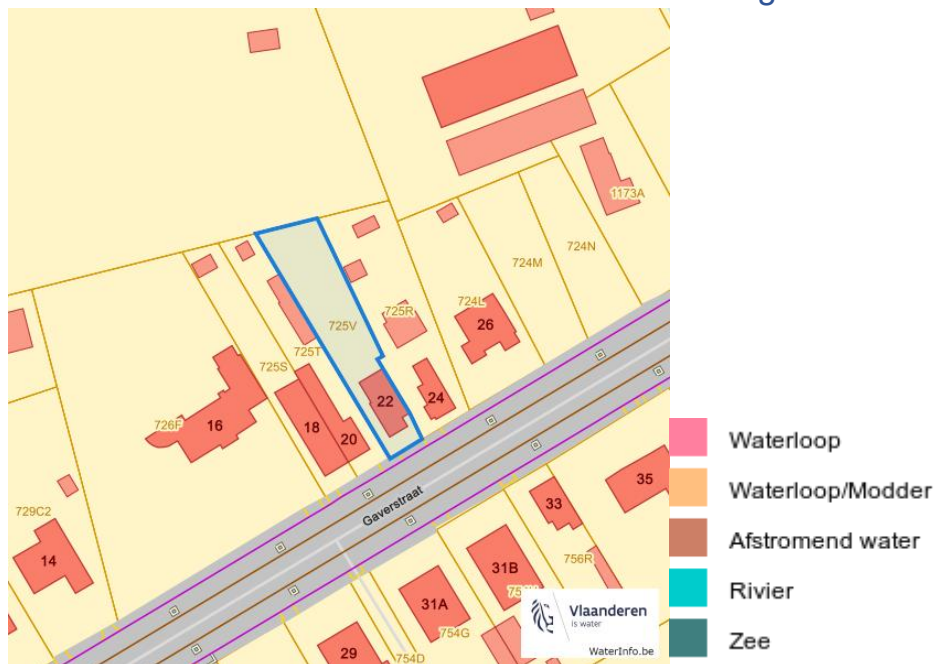 1173A
724N
724M
724L
26
725R
725V
725T
725S
22
24
726F
16
18
20
729C2
14
Gaverstraat
35
33
756R
31B
31A
754G
754D
29
Vlaanderen
is water
WaterInfo.be
Waterloop
Waterloop/Modder
Afstromend water
Rivier
Zee